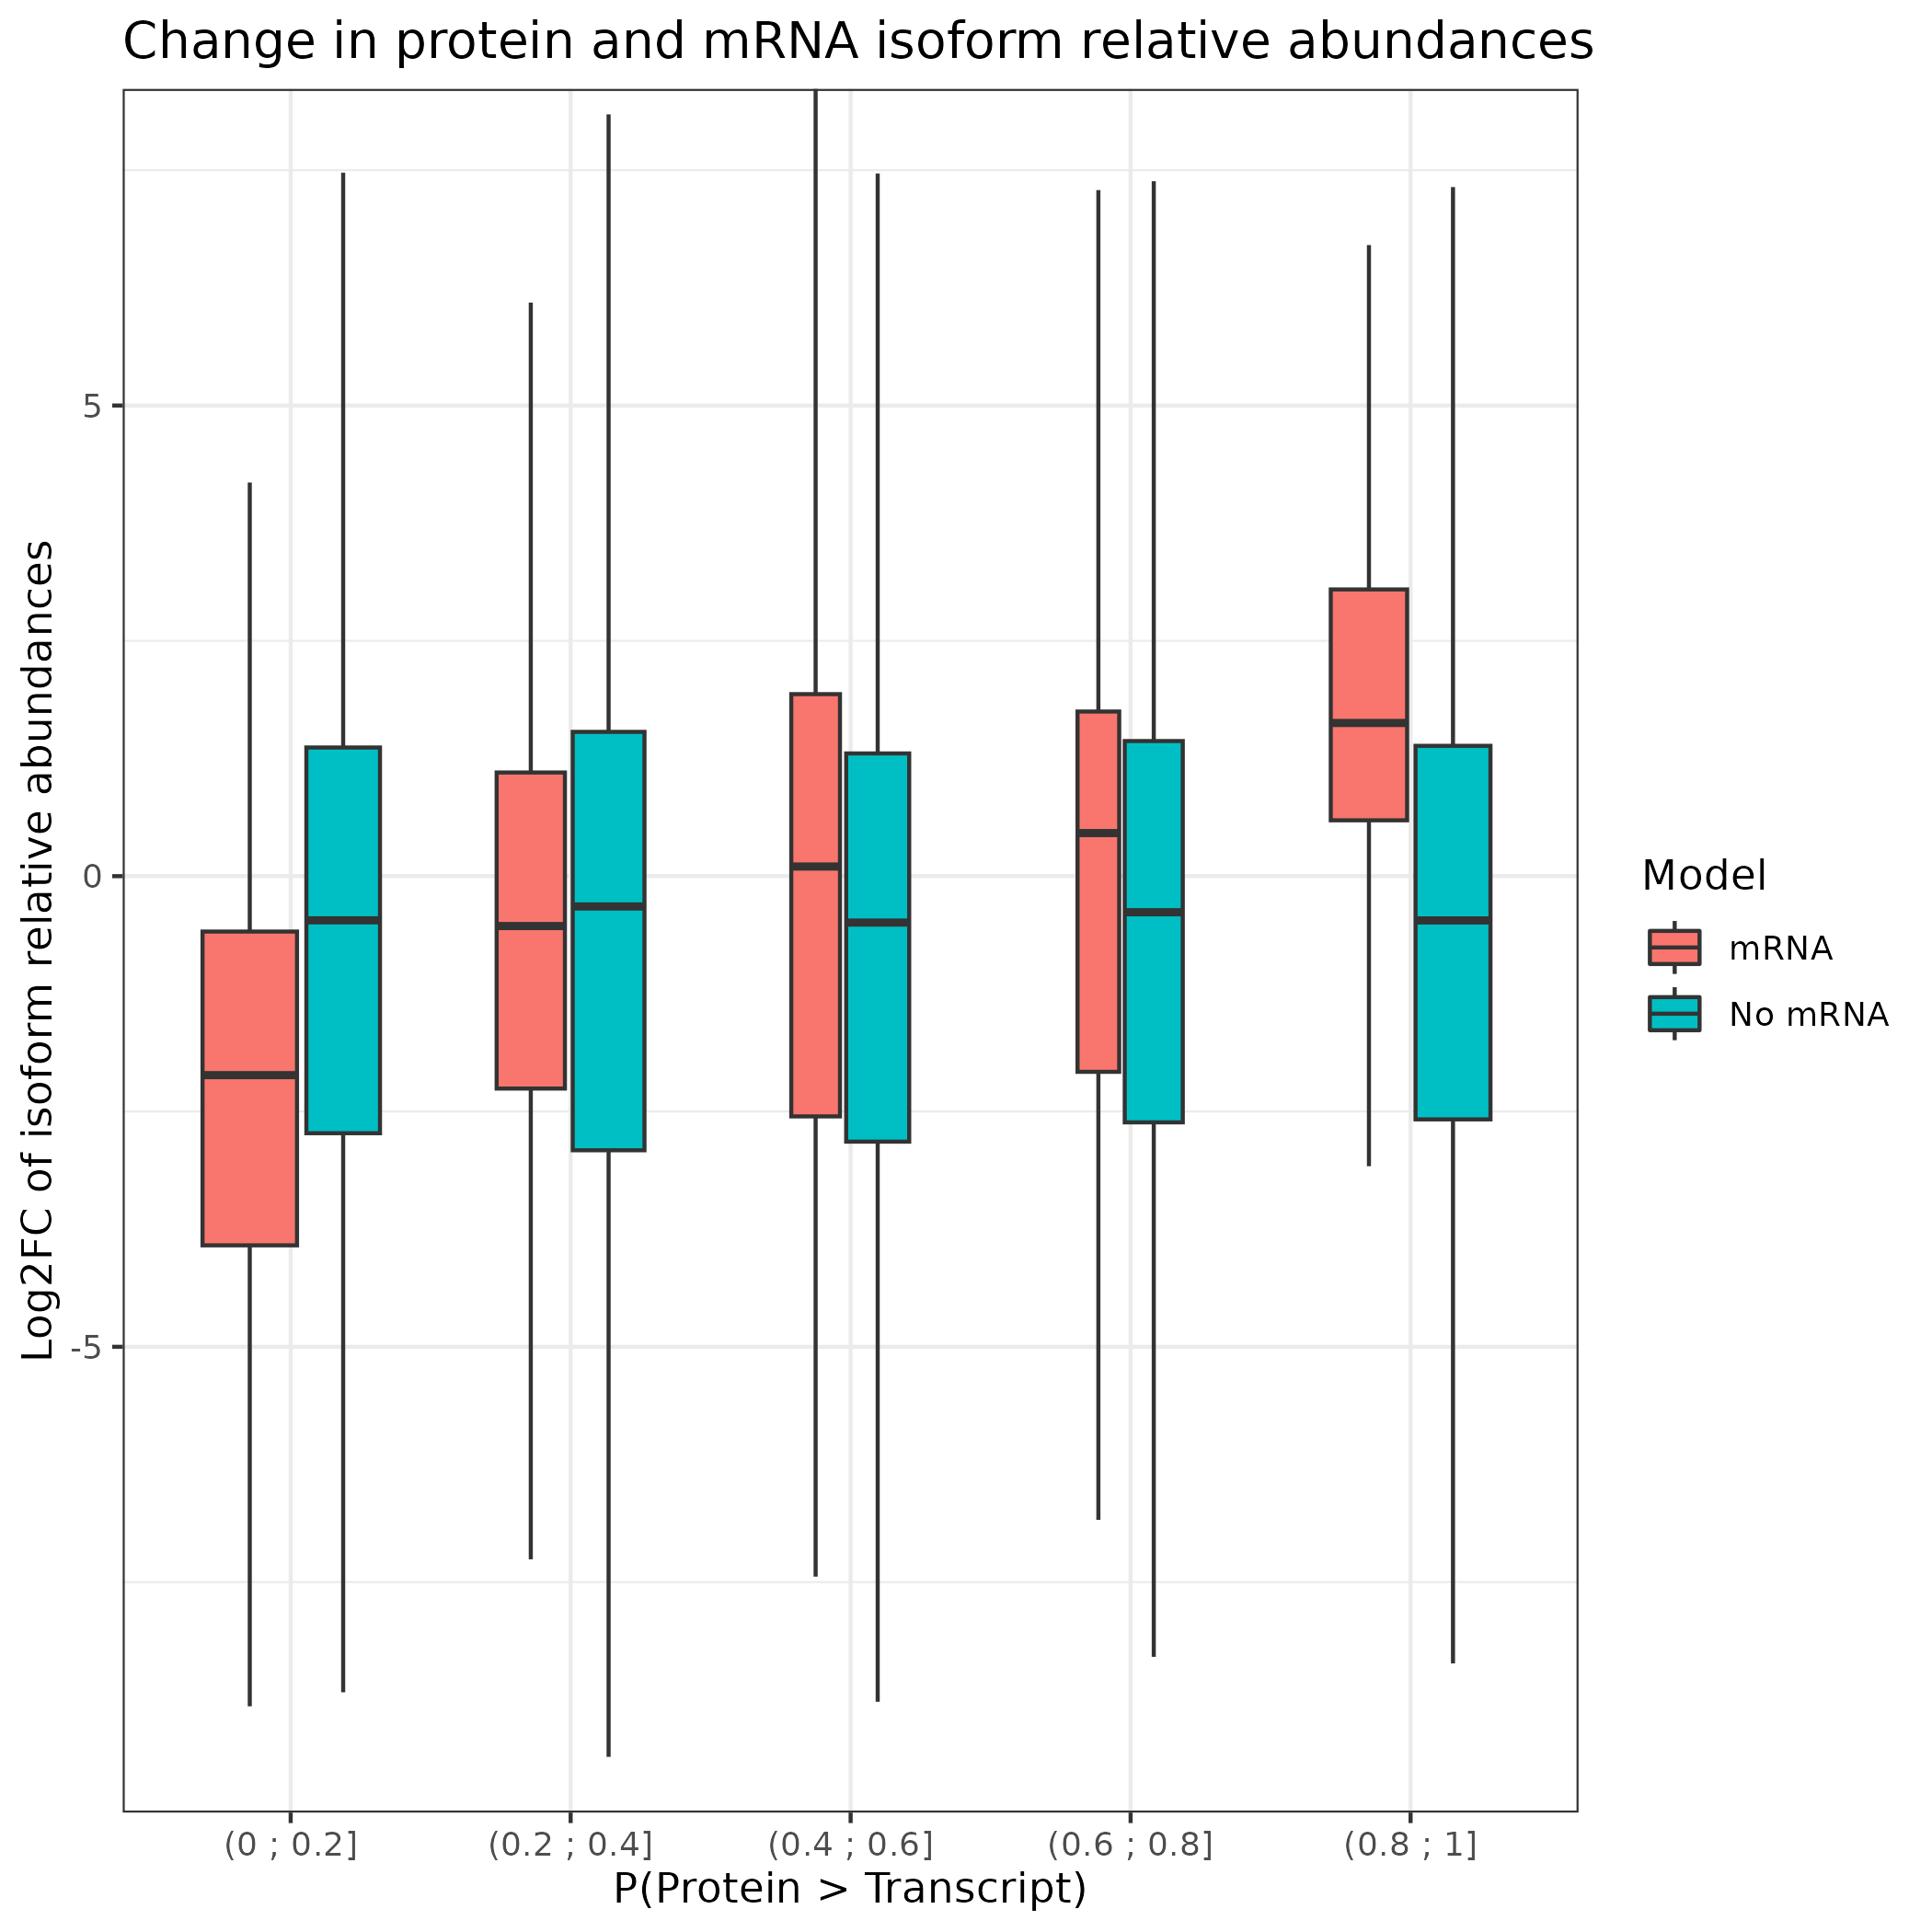 Change in protein and mRNA isoform relative abundances
Log2FC of isoform relative abundances
5
0
-5
(0 ; 0.2]
(0.2 ; 0.4]
(0.4 ; 0.6]
(0.6 ; 0.8]
(0.8 ; 1]
P(Protein > Transcript)
Model
mRNA
No mRNA